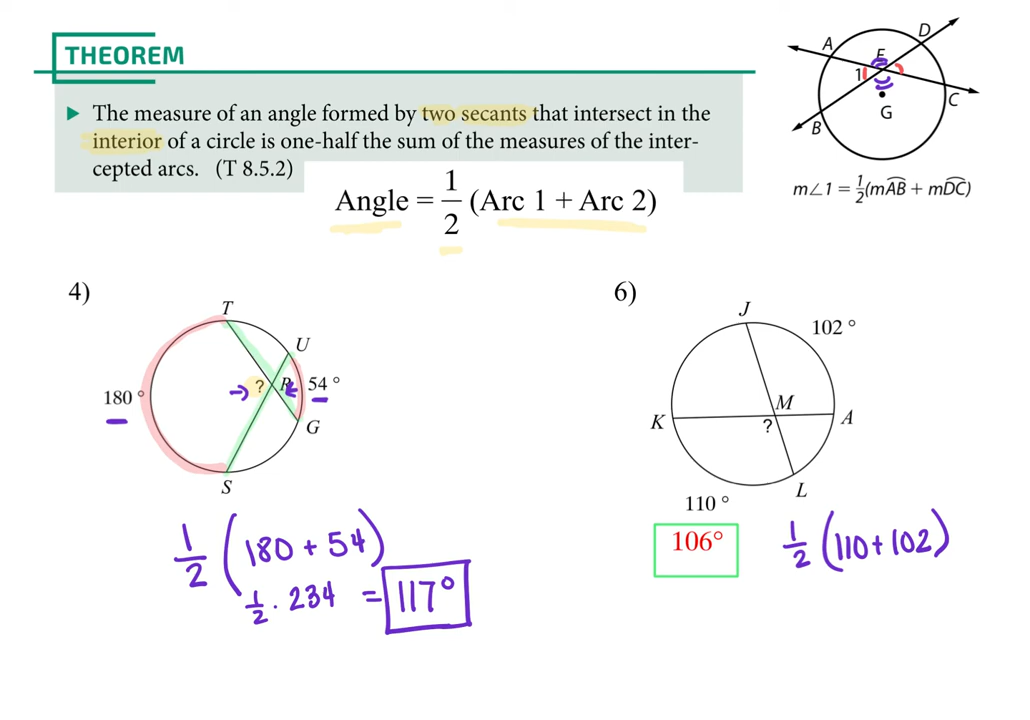 THEOREM
▶ The measure of an angle formed by two secants that intersect in the
interior of a circle is one-half the sum of the measures of the inter-
cepted arcs. (T 8.5.2)
Angle = 1/2 (Arc 1 + Arc 2)
A
D
E
1
C
G
B
m∠1 = 1/2(mAB͡ + mDC͡)
4)
T
U
180 °
?
R
54 °
G
S
1/2 (180 + 54)
1/2 · 234 = 117°
6)
J
102 °
M
K
A
?
L
110 °
106°
1/2 (110 + 102)